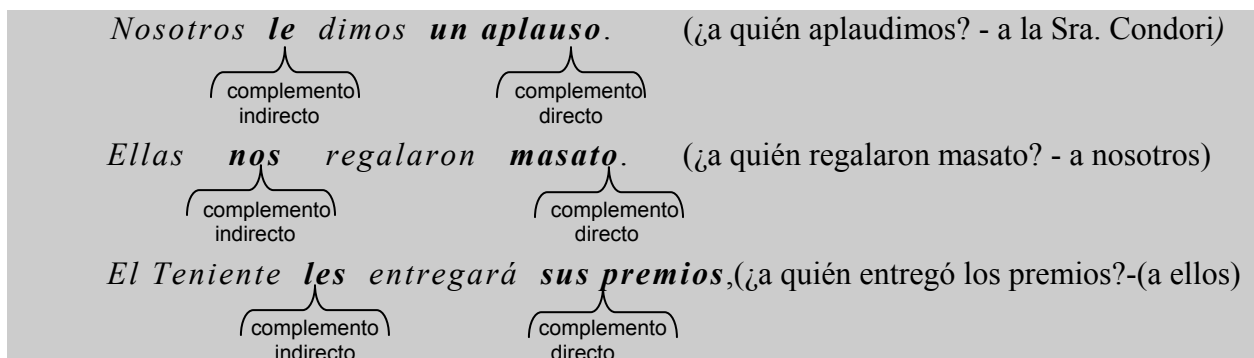 Nosotros le dimos un aplauso. (¿a quién aplaudimos? - a la Sra. Condori)
complemento complemento
indirecto directo
Ellas nos regalaron masato. (¿a quién regalaron masato? - a nosotros)
complemento complemento
indirecto directo
El Teniente les entregará sus premios,(¿a quién entregó los premios?-(a ellos)
complemento complemento
indirecto directo